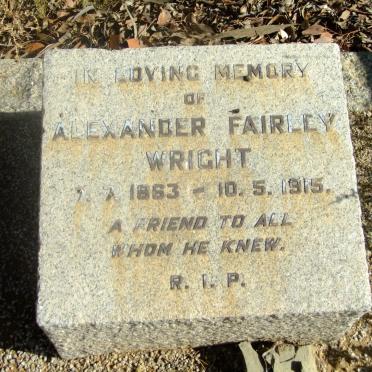 IN LOVING MEMORY
OF
ALEXANDER FAIRLEY
WRIGHT
1863 - 10. 5. 1915.
A FRIEND TO ALL
WHOM HE KNEW.
R. I. P.